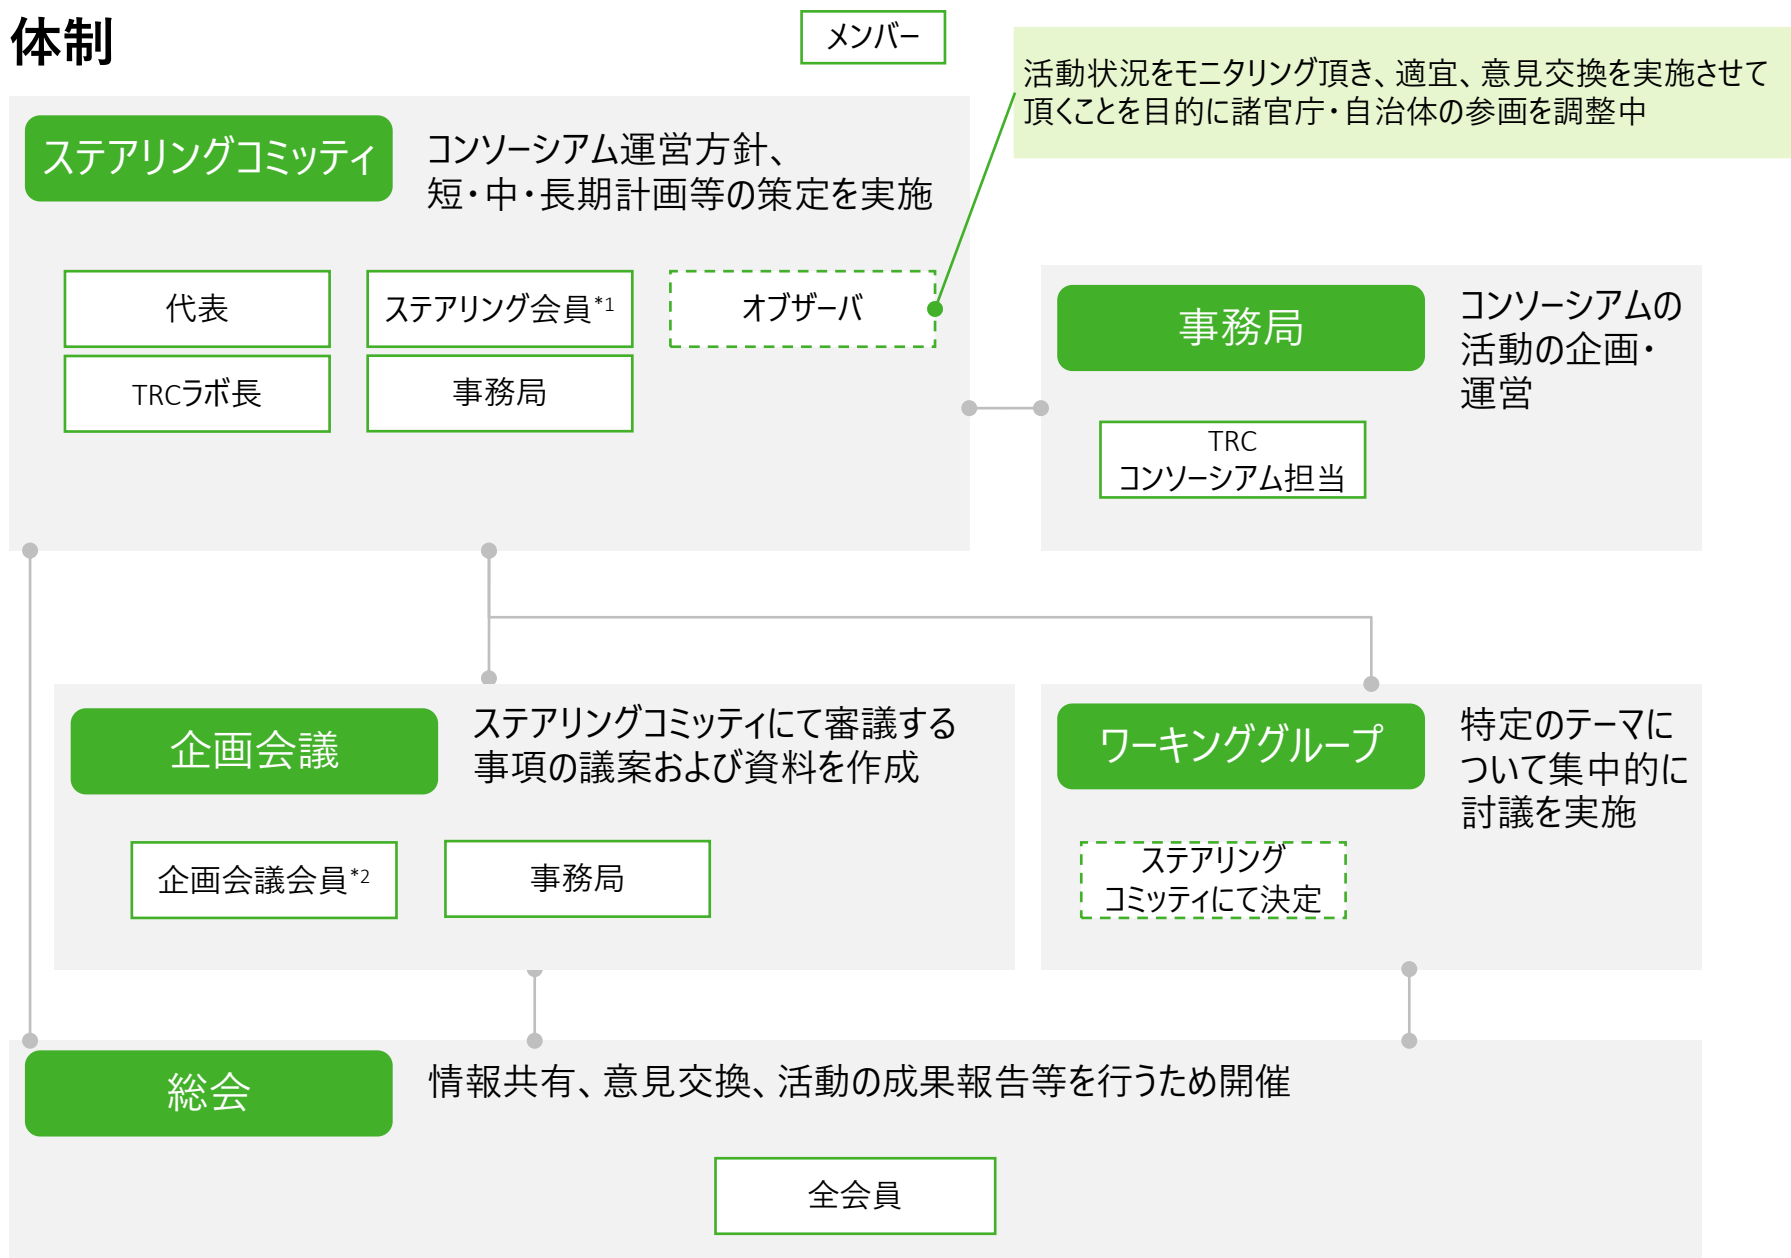 体制
メンバー
活動状況をモニタリング頂き、適宜、意見交換を実施させて
頂くことを目的に諸官庁・自治体の参画を調整中
ステアリングコミッティ
コンソーシアム運営方針、
短・中・長期計画等の策定を実施
代表
ステアリング会員*1
オブザーバ
TRCラボ長
事務局
事務局
コンソーシアムの
活動の企画・
運営
TRC
コンソーシアム担当
企画会議
ステアリングコミッティにて審議する
事項の議案および資料を作成
企画会議会員*2
事務局
ワーキンググループ
特定のテーマに
ついて集中的に
討議を実施
ステアリング
コミッティにて決定
総会
情報共有、意見交換、活動の成果報告等を行うため開催
全会員